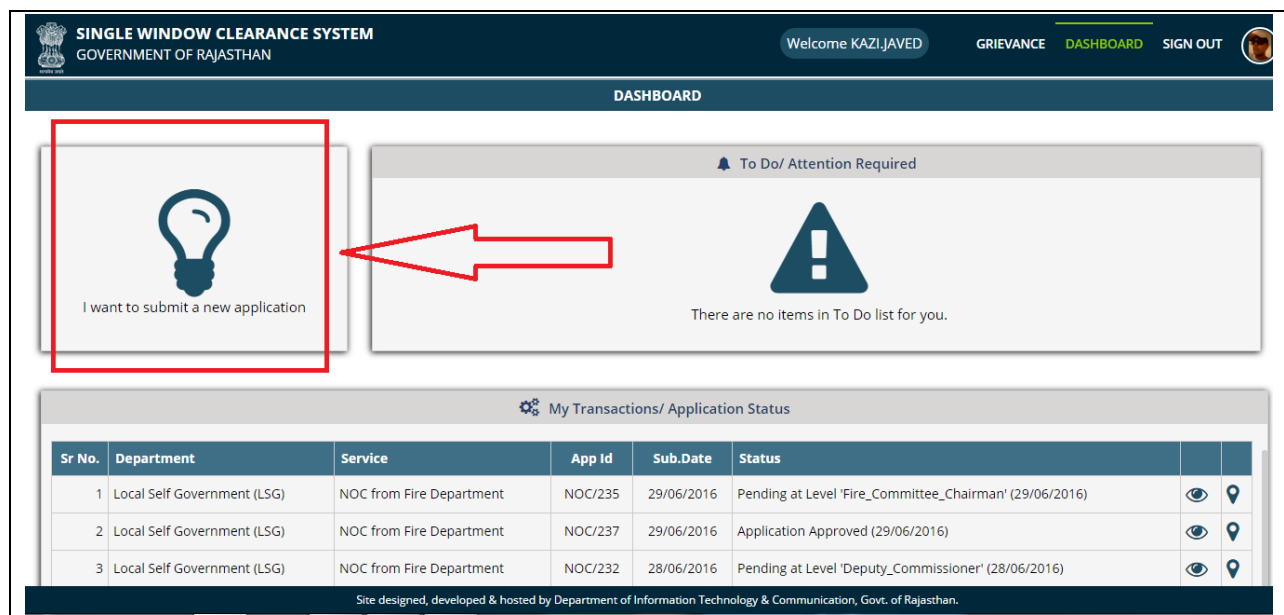 SINGLE WINDOW CLEARANCE SYSTEM
GOVERNMENT OF RAJASTHAN
Welcome KAZI.JAVED
GRIEVANCE
DASHBOARD
SIGN OUT
DASHBOARD
I want to submit a new application
To Do/ Attention Required
There are no items in To Do list for you.
My Transactions/ Application Status
Sr No. Department Service App Id Sub.Date Status
1 Local Self Government (LSG) NOC from Fire Department NOC/235 29/06/2016 Pending at Level 'Fire_Committee_Chairman' (29/06/2016)
2 Local Self Government (LSG) NOC from Fire Department NOC/237 29/06/2016 Application Approved (29/06/2016)
3 Local Self Government (LSG) NOC from Fire Department NOC/232 28/06/2016 Pending at Level 'Deputy_Commissioner' (28/06/2016)
Site designed, developed & hosted by Department of Information Technology & Communication, Govt. of Rajasthan.